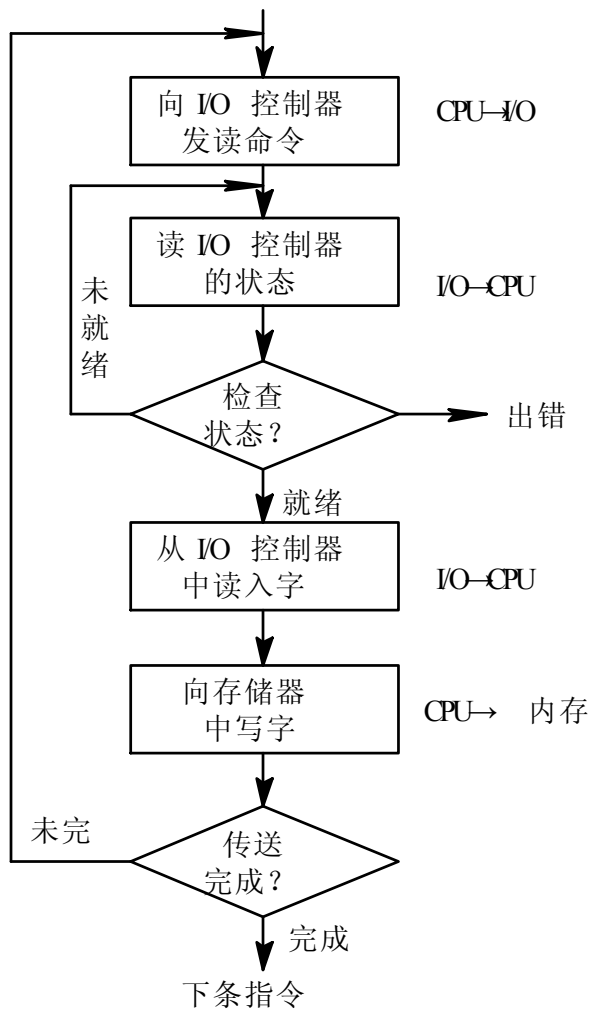 向 I/O 控制器
发读命令
CPU→I/O
读 I/O 控制器
的状态
I/O→CPU
未
就
绪
检查
状态？
出错
就绪
从 I/O 控制器
中读入字
I/O→CPU
向存储器
中写字
CPU→ 内存
未完
传送
完成？
完成
下条指令